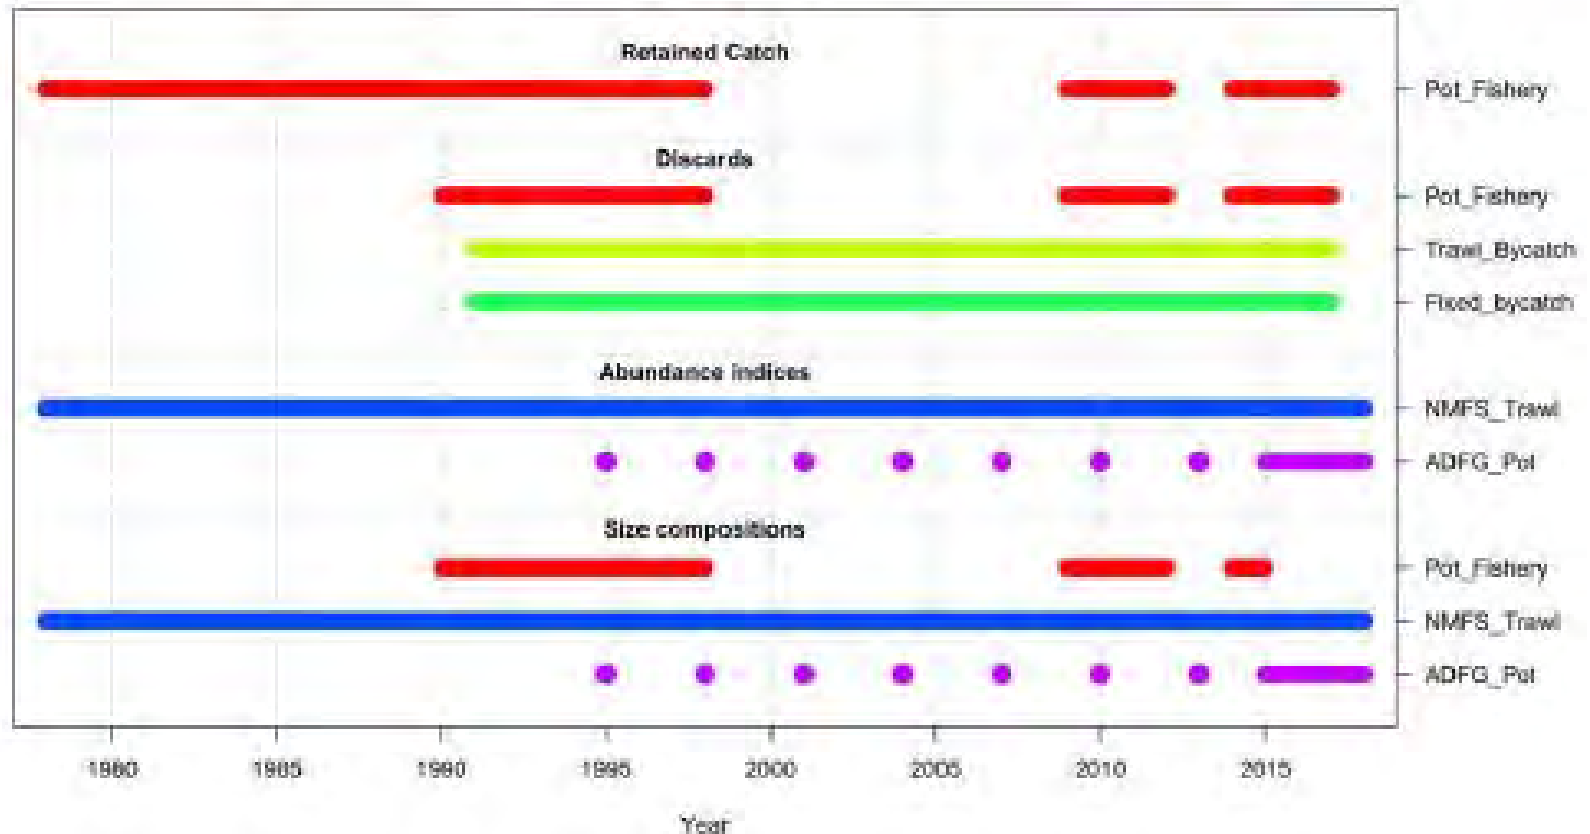 Retained Catch
Pot_Fishery
Discards
Pot_Fishery
Trawl_Bycatch
Fixed_bycatch
Abundance indices
NMFS_Trawl
ADFG_Pot
Size compositions
Pot_Fishery
NMFS_Trawl
ADFG_Pot
1980 1985 1990 1995 2000 2005 2010 2015
Year